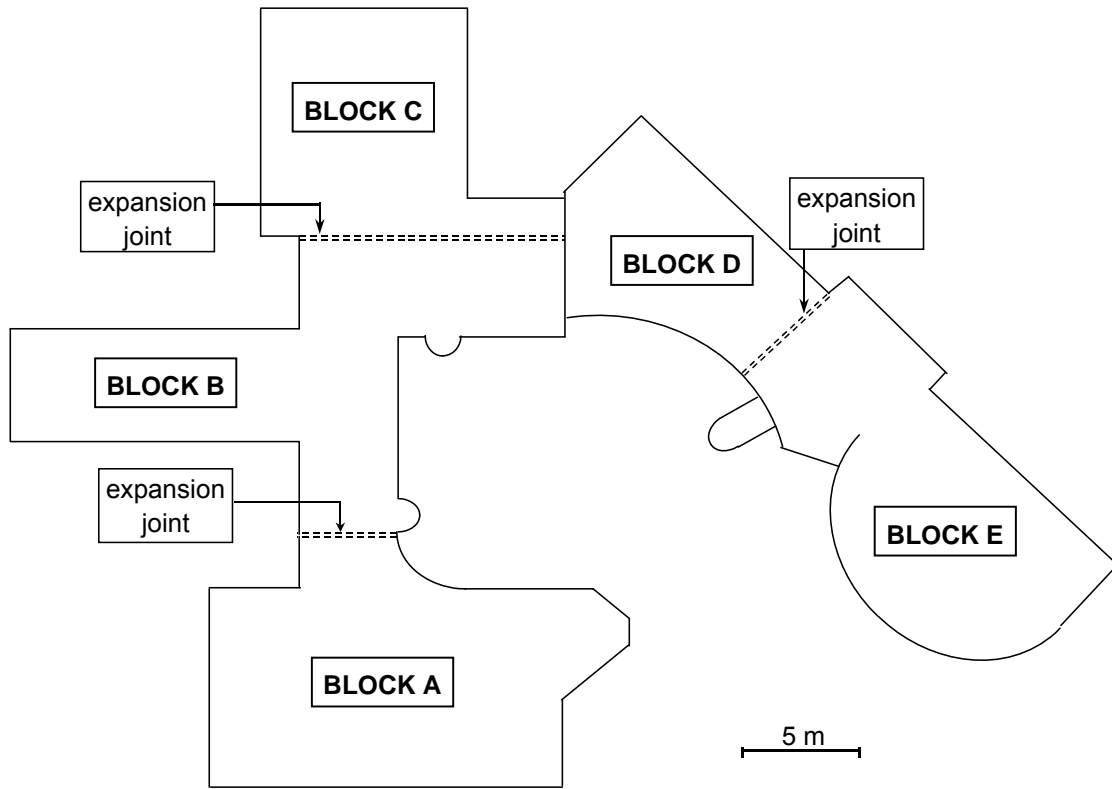 BLOCK C
expansion
joint
expansion
joint
BLOCK D
BLOCK B
expansion
joint
BLOCK E
BLOCK A
5 m